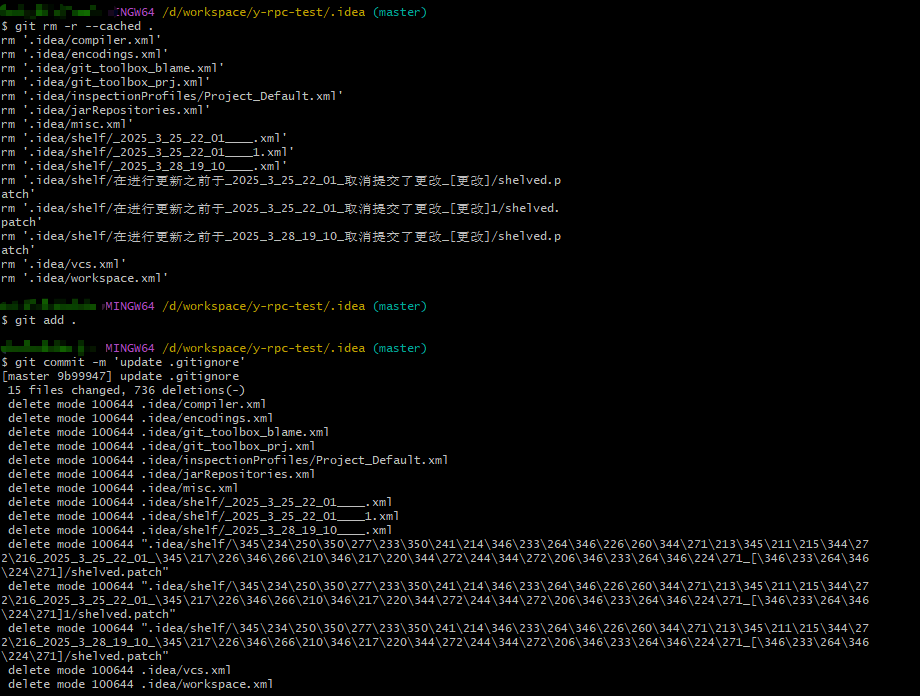 MINGW64 /d/workspace/y-rpc-test/.idea (master)
$ git rm -r --cached .
rm '.idea/compiler.xml'
rm '.idea/encodings.xml'
rm '.idea/git_toolbox_blame.xml'
rm '.idea/git_toolbox_prj.xml'
rm '.idea/inspectionProfiles/Project_Default.xml'
rm '.idea/jarRepositories.xml'
rm '.idea/misc.xml'
rm '.idea/shelf/_2025_3_25_22_01____.xml'
rm '.idea/shelf/_2025_3_25_22_01____1.xml'
rm '.idea/shelf/_2025_3_28_19_10____.xml'
rm '.idea/shelf/在进行更新之前于_2025_3_25_22_01_取消提交了更改_[更改]/shelved.p
atch'
rm '.idea/shelf/在进行更新之前于_2025_3_25_22_01_取消提交了更改_[更改]1/shelved.
patch'
rm '.idea/shelf/在进行更新之前于_2025_3_28_19_10_取消提交了更改_[更改]/shelved.p
atch'
rm '.idea/vcs.xml'
rm '.idea/workspace.xml'
MINGW64 /d/workspace/y-rpc-test/.idea (master)
$ git add .
MINGW64 /d/workspace/y-rpc-test/.idea (master)
$ git commit -m 'update .gitignore'
[master 9b99947] update .gitignore
 15 files changed, 736 deletions(-)
 delete mode 100644 .idea/compiler.xml
 delete mode 100644 .idea/encodings.xml
 delete mode 100644 .idea/git_toolbox_blame.xml
 delete mode 100644 .idea/git_toolbox_prj.xml
 delete mode 100644 .idea/inspectionProfiles/Project_Default.xml
 delete mode 100644 .idea/jarRepositories.xml
 delete mode 100644 .idea/misc.xml
 delete mode 100644 .idea/shelf/_2025_3_25_22_01____.xml
 delete mode 100644 .idea/shelf/_2025_3_25_22_01____1.xml
 delete mode 100644 .idea/shelf/_2025_3_28_19_10____.xml
 delete mode 100644 ".idea/shelf/\345\234\250\350\277\233\350\241\214\346\233\264\346\226\260\344\271\213\345\211\215\344\27
2\216_2025_3_25_22_01_\345\217\226\346\266\210\346\217\220\344\272\244\344\272\206\346\233\264\346\224\271_[\346\233\264\346
\224\271]/shelved.patch"
 delete mode 100644 ".idea/shelf/\345\234\250\350\277\233\350\241\214\346\233\264\346\226\260\344\271\213\345\211\215\344\27
2\216_2025_3_25_22_01_\345\217\226\346\266\210\346\217\220\344\272\244\344\272\206\346\233\264\346\224\271_[\346\233\264\346
\224\271]1/shelved.patch"
 delete mode 100644 ".idea/shelf/\345\234\250\350\277\233\350\241\214\346\233\264\346\226\260\344\271\213\345\211\215\344\27
2\216_2025_3_28_19_10_\345\217\226\346\266\210\346\217\220\344\272\244\344\272\206\346\233\264\346\224\271_[\346\233\264\346
\224\271]/shelved.patch"
 delete mode 100644 .idea/vcs.xml
 delete mode 100644 .idea/workspace.xml